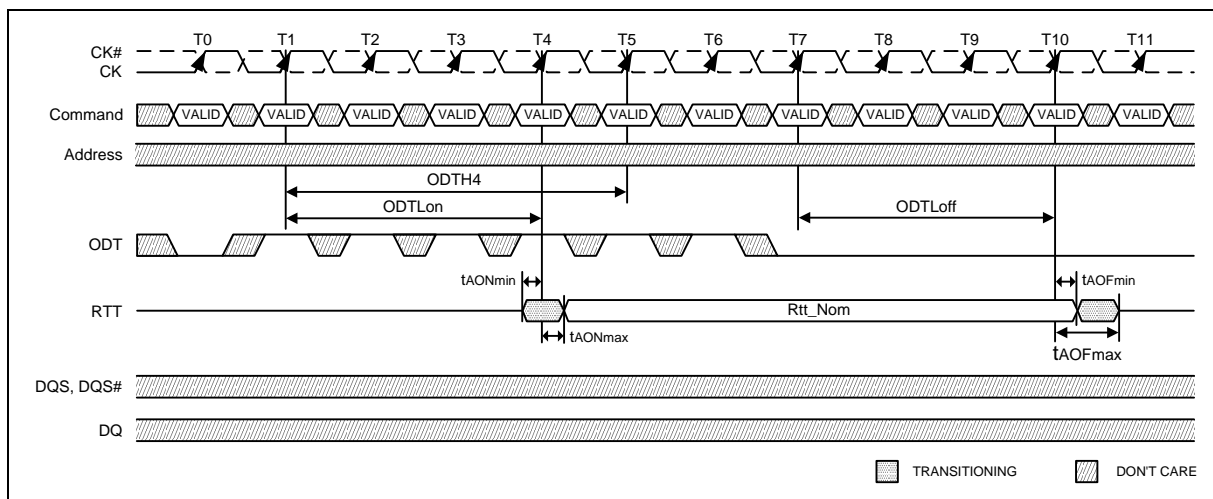 T0 T1 T2 T3 T4 T5 T6 T7 T8 T9 T10 T11
CK#
CK
Command VALID VALID VALID VALID VALID VALID VALID VALID VALID VALID VALID VALID
Address
ODTH4
ODTLon ODTLoff
ODT
tAONmin tAOFmin
RTT Rtt_Nom
tAONmax
tAOFmax
DQS, DQS#
DQ
TRANSITIONING DON'T CARE